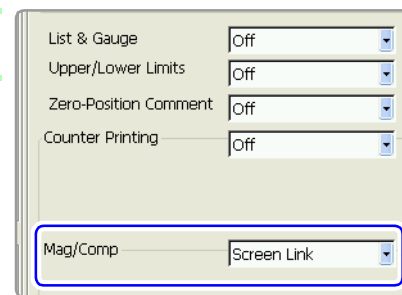 List & Gauge Off
Upper/Lower Limits Off
Zero-Position Comment Off
Counter Printing Off
Mag/Comp Screen Link